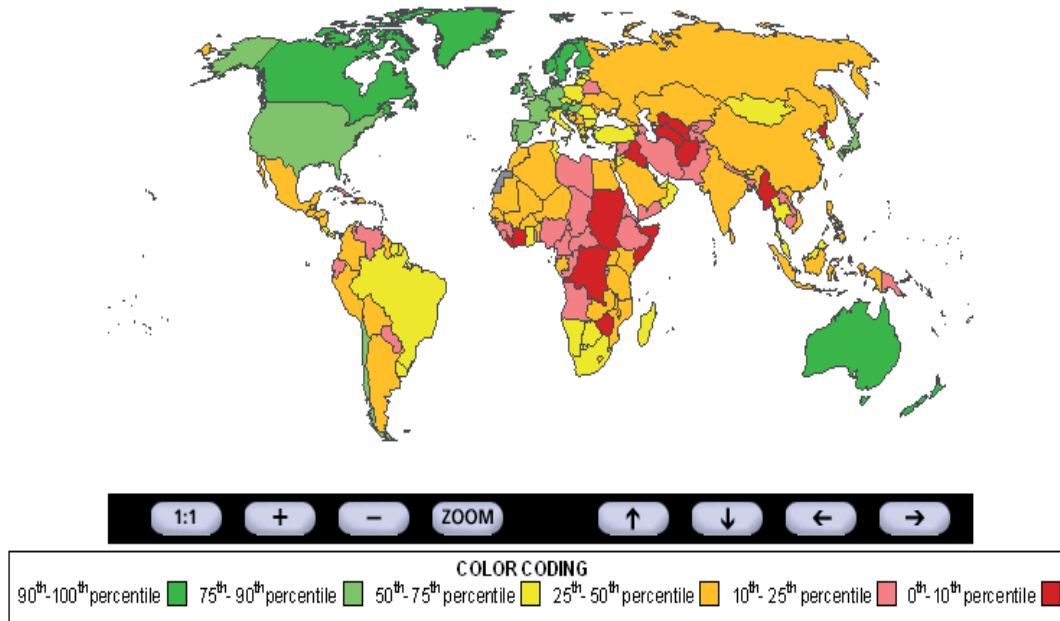 1:1 + − ZOOM ↑ ↓ ← →
COLOR CODING
90th-100th percentile 75th-90th percentile 50th-75th percentile 25th-50th percentile 10th-25th percentile 0th-10th percentile